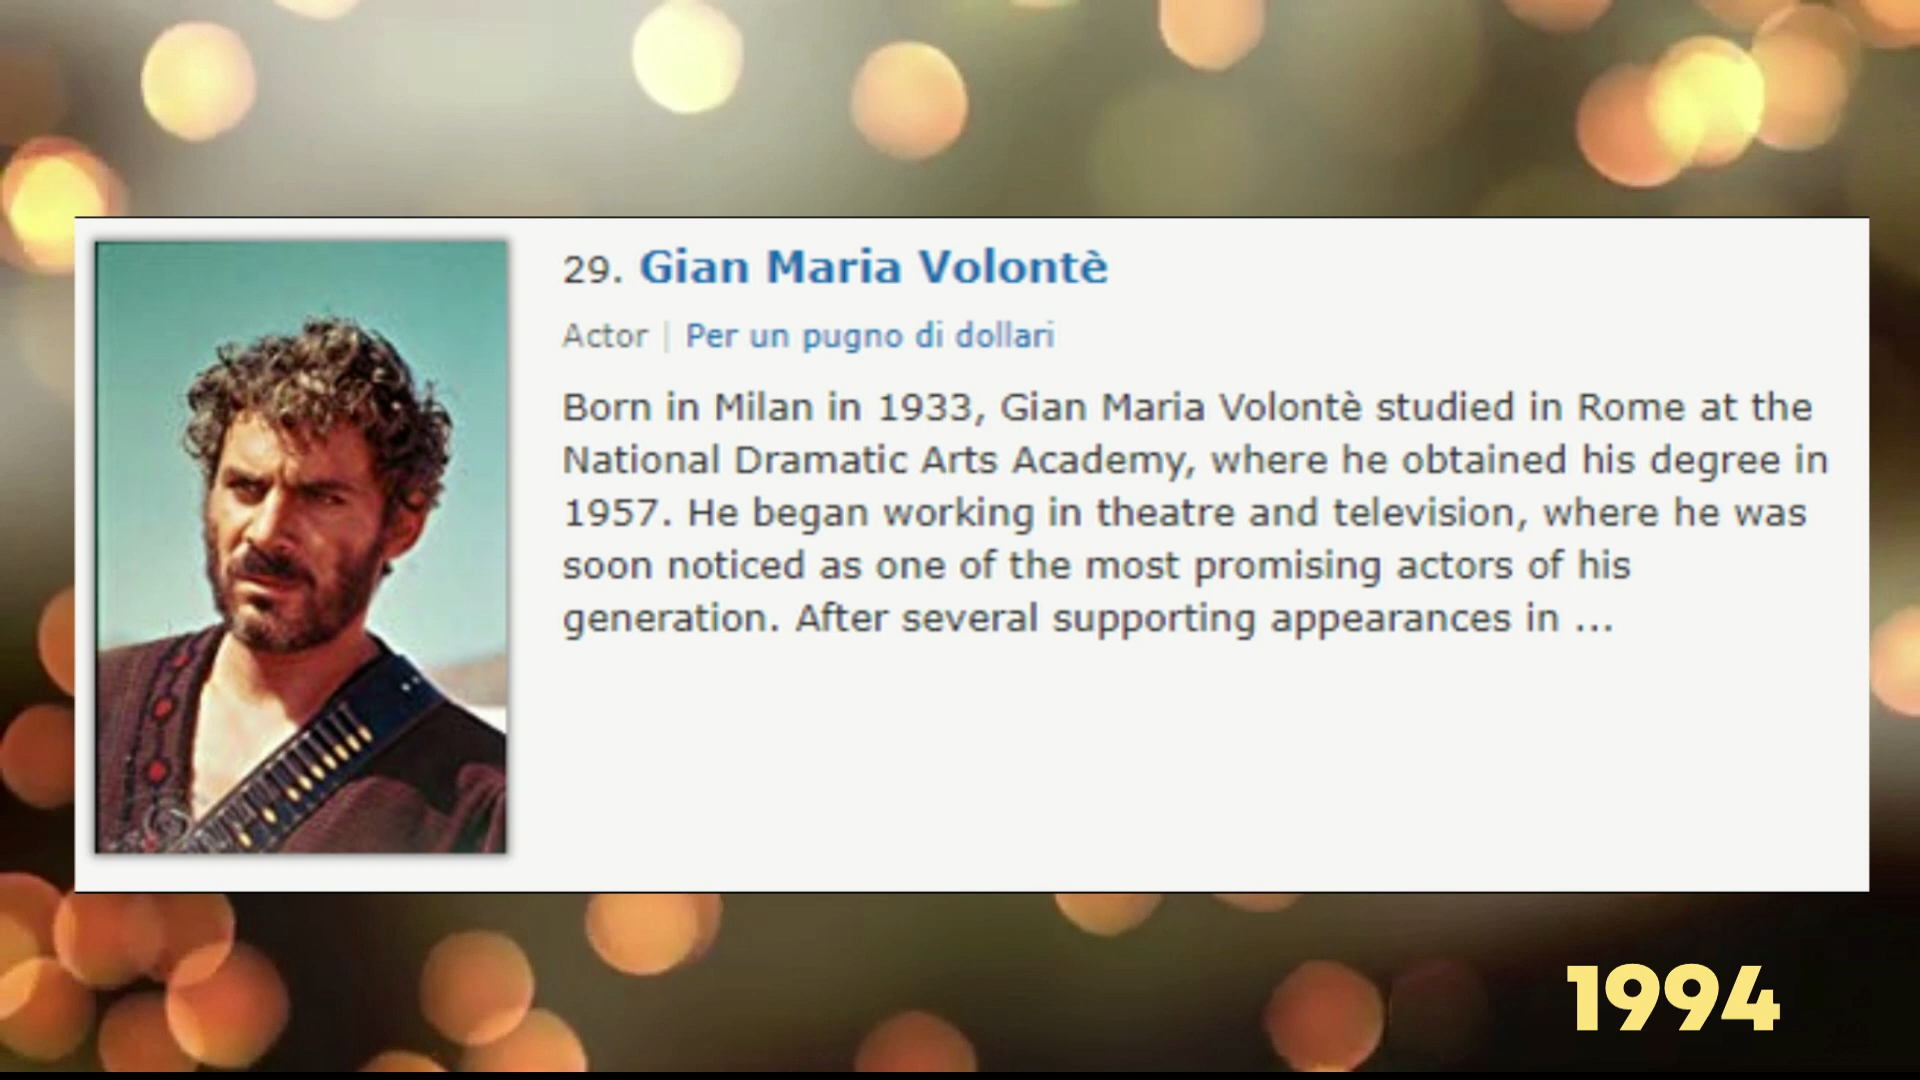 29. Gian Maria Volontè
Actor | Per un pugno di dollari
Born in Milan in 1933, Gian Maria Volontè studied in Rome at the
National Dramatic Arts Academy, where he obtained his degree in
1957. He began working in theatre and television, where he was
soon noticed as one of the most promising actors of his
generation. After several supporting appearances in ...
1994